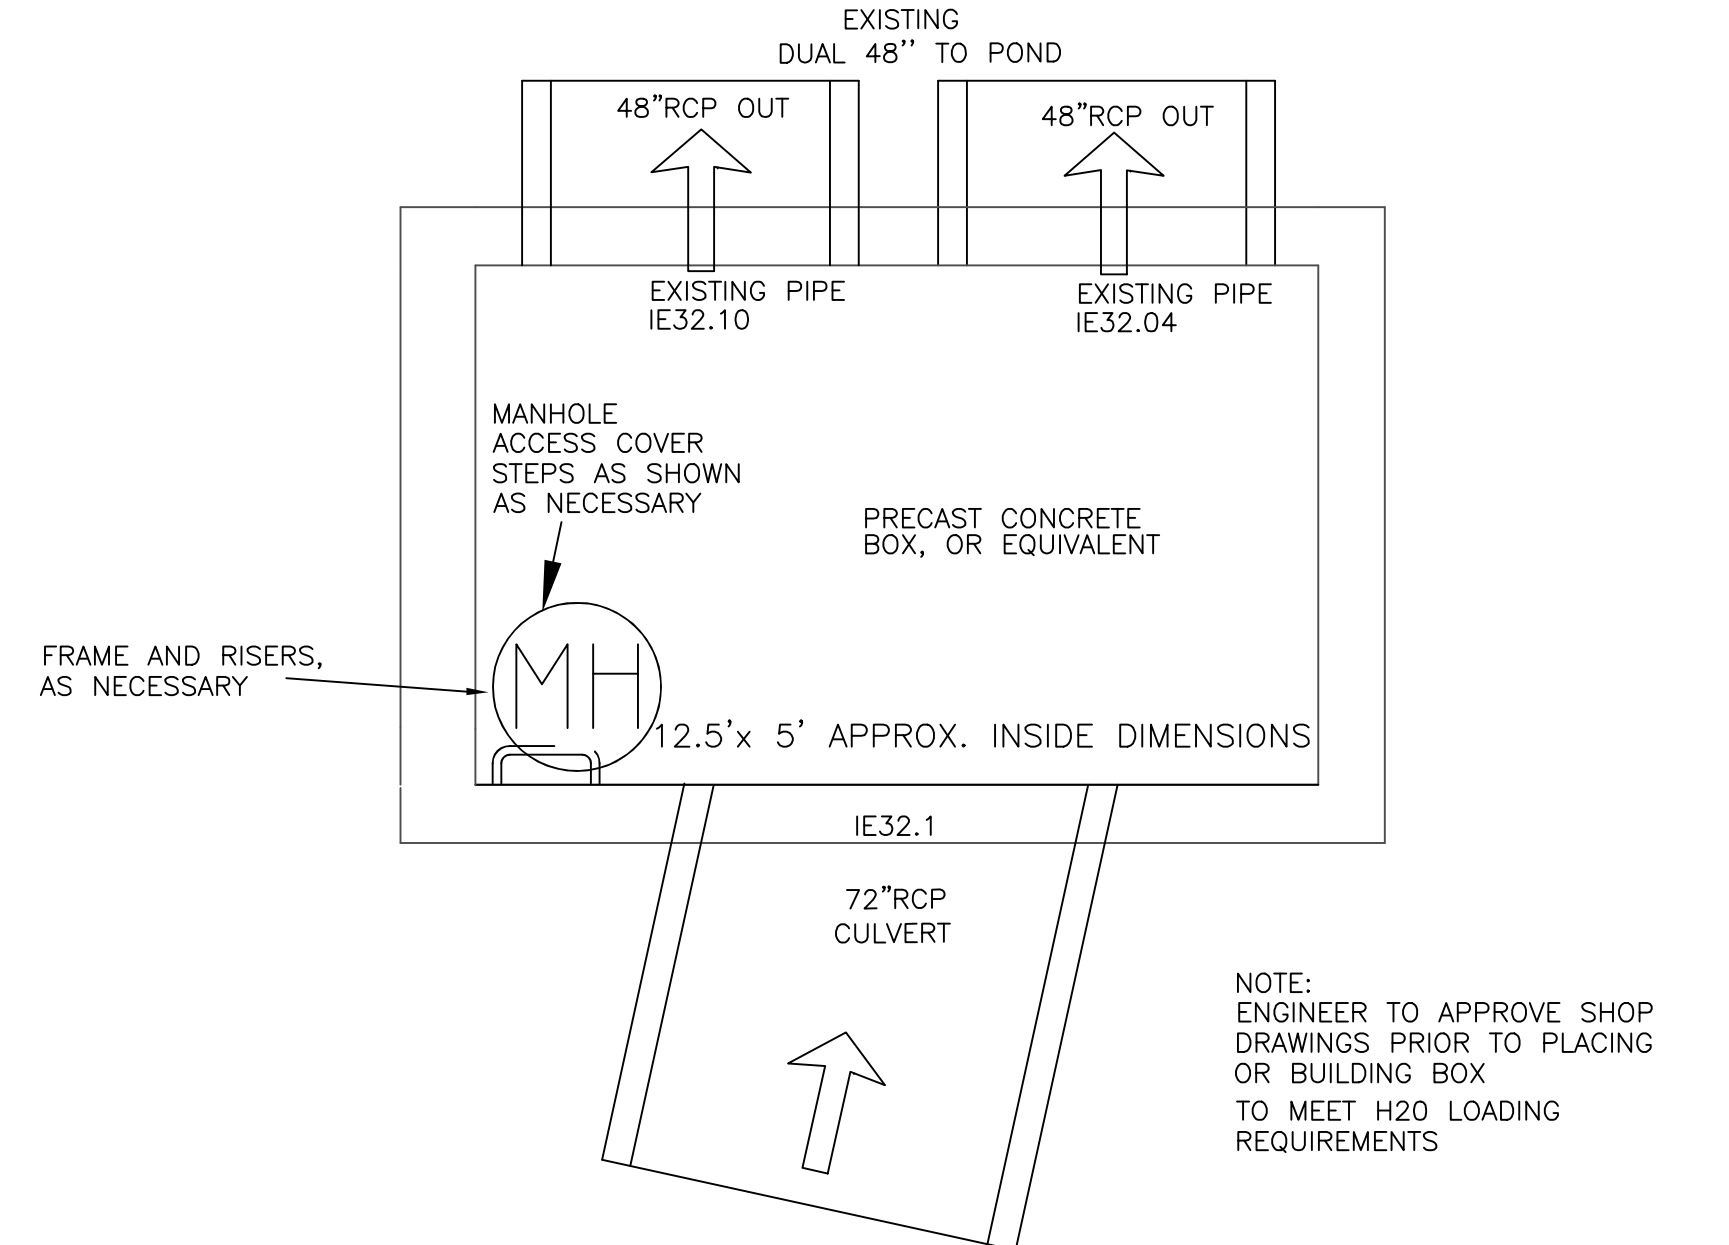 EXISTING
DUAL 48'' TO POND
48"RCP OUT
48"RCP OUT
EXISTING PIPE
IE32.10
EXISTING PIPE
IE32.04
MANHOLE
ACCESS COVER
STEPS AS SHOWN
AS NECESSARY
PRECAST CONCRETE
BOX, OR EQUIVALENT
FRAME AND RISERS,
AS NECESSARY
MH
12.5'x 5' APPROX. INSIDE DIMENSIONS
IE32.1
72"RCP
CULVERT
NOTE:
ENGINEER TO APPROVE SHOP
DRAWINGS PRIOR TO PLACING
OR BUILDING BOX
TO MEET H20 LOADING
REQUIREMENTS